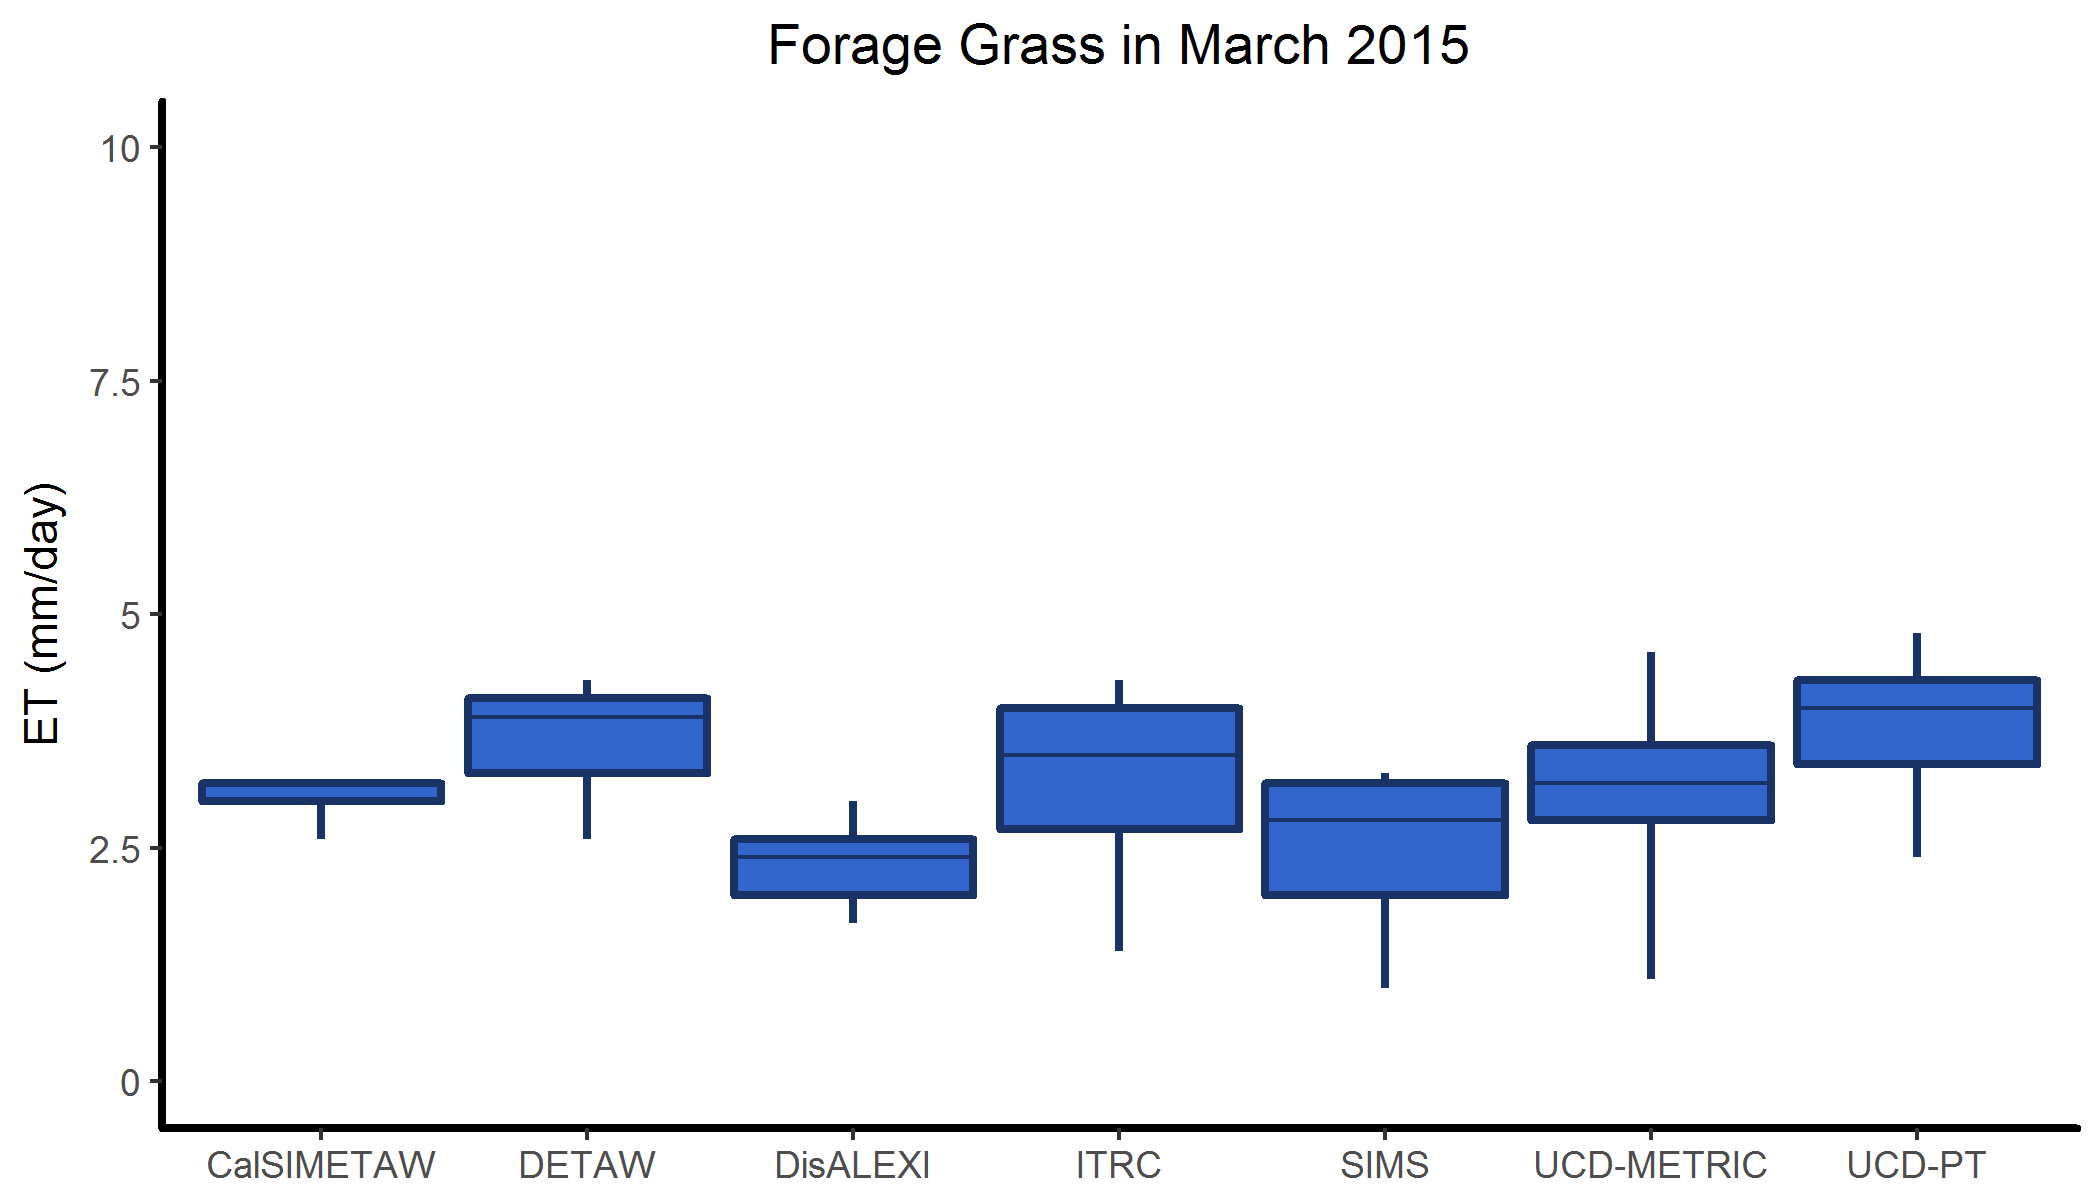 Forage Grass in March 2015
ET (mm/day)
10
7.5
5
2.5
0
CalSIMETAW DETAW DisALEXI ITRC SIMS UCD-METRIC UCD-PT